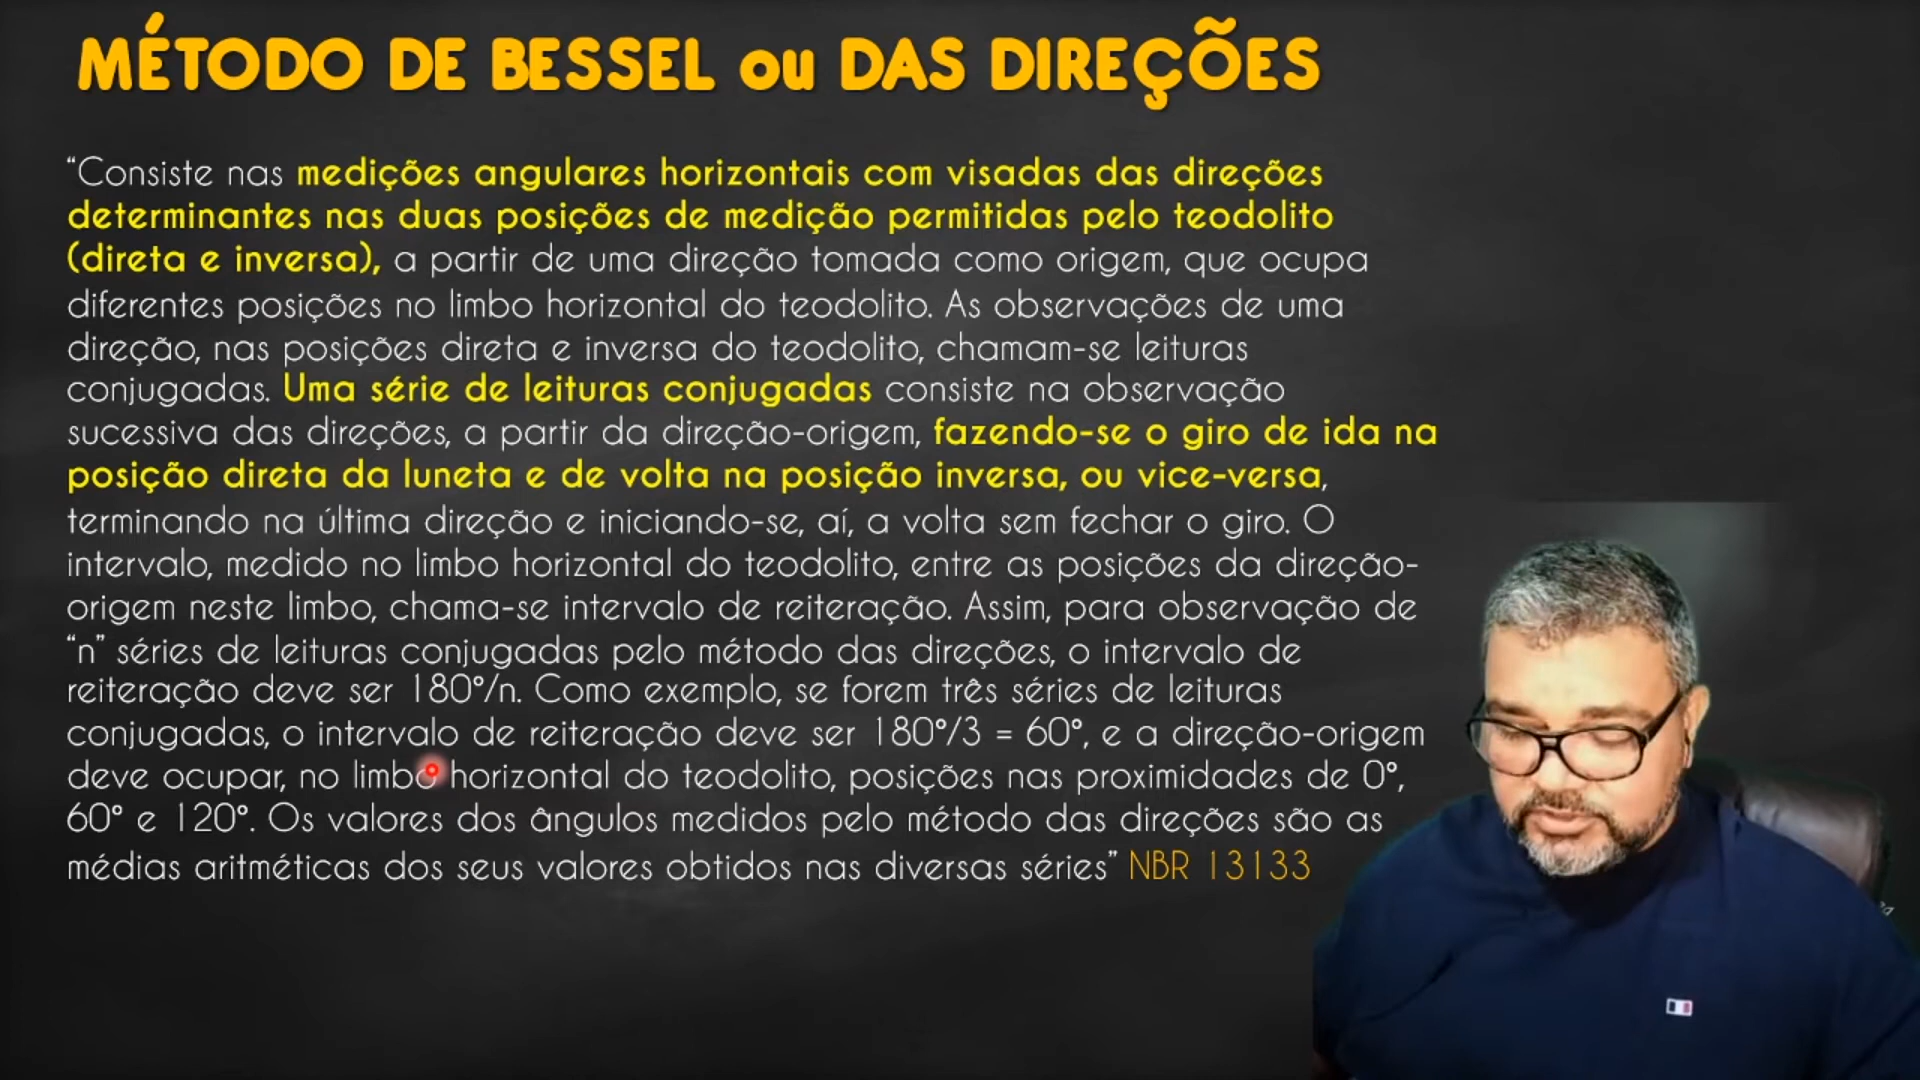 MÉTODO DE BESSEL ou DAS DIREÇÕES
“Consiste nas medições angulares horizontais com visadas das direções
determinantes nas duas posições de medição permitidas pelo teodolito
(direta e inversa), a partir de uma direção tomada como origem, que ocupa
diferentes posições no limbo horizontal do teodolito. As observações de uma
direção, nas posições direta e inversa do teodolito, chamam-se leituras
conjugadas. Uma série de leituras conjugadas consiste na observação
sucessiva das direções, a partir da direção-origem, fazendo-se o giro de ida na
posição direta da luneta e de volta na posição inversa, ou vice-versa,
terminando na última direção e iniciando-se, aí, a volta sem fechar o giro. O
intervalo, medido no limbo horizontal do teodolito, entre as posições da direção-
origem neste limbo, chama-se intervalo de reiteração. Assim, para observação de
“n” séries de leituras conjugadas pelo método das direções, o intervalo de
reiteração deve ser 180°/n. Como exemplo, se forem três séries de leituras
conjugadas, o intervalo de reiteração deve ser 180°/3 = 60°, e a direção-origem
deve ocupar, no limbo horizontal do teodolito, posições nas proximidades de 0°,
60° e 120°. Os valores dos ângulos medidos pelo método das direções são as
médias aritméticas dos seus valores obtidos nas diversas séries” NBR 13133